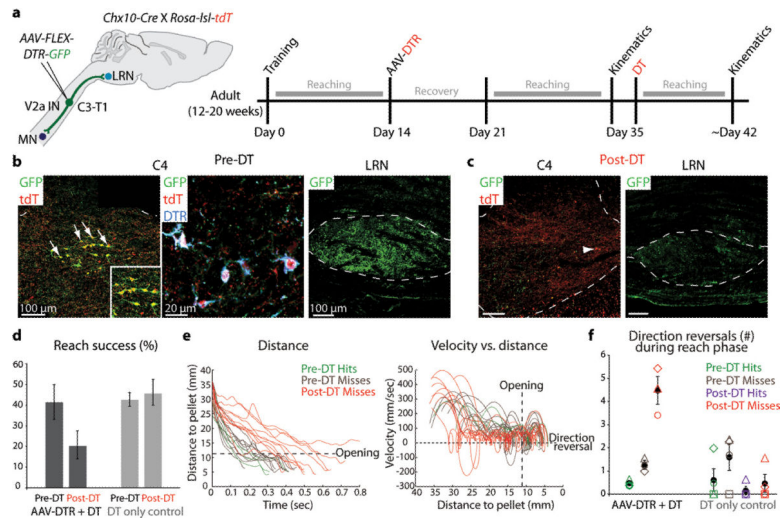 a
Chx10-Cre X Rosa-lsl-tdT
AAV-FLEX-
DTR-GFP
LRN
V2a IN
C3-T1
MN
Adult
(12-20 weeks)
Training
AAV-DTR
Kinematics
DT
Kinematics
Reaching
Recovery
Reaching
Reaching
Day 0
Day 14
Day 21
Day 35
~Day 42
b
C4
Pre-DT
LRN
GFP
tdT
GFP
tdT
DTR
GFP
100 µm
20 µm
100 µm
c
C4
Post-DT
LRN
GFP
tdT
GFP
d
Reach success (%)
60
50
40
30
20
10
0
Pre-DT Post-DT
AAV-DTR + DT
Pre-DT Post-DT
DT only control
e
Distance
Pre-DT Hits
Pre-DT Misses
Post-DT Misses
Distance to pellet (mm)
40
35
30
25
20
15
10
5
0
Opening
0 0.1 0.2 0.3 0.4 0.5 0.6 0.7 0.8
Time (sec)
Velocity vs. distance
Opening
Direction
reversal
Velocity (mm/sec)
500
400
300
200
100
0
-100
-200
-300
40 35 30 25 20 15 10 5 0
Distance to pellet (mm)
f
Direction reversals (#)
during reach phase
Pre-DT Hits
Pre-DT Misses
Post-DT Hits
Post-DT Misses
6
5
4
3
2
1
0
AAV-DTR + DT
DT only control